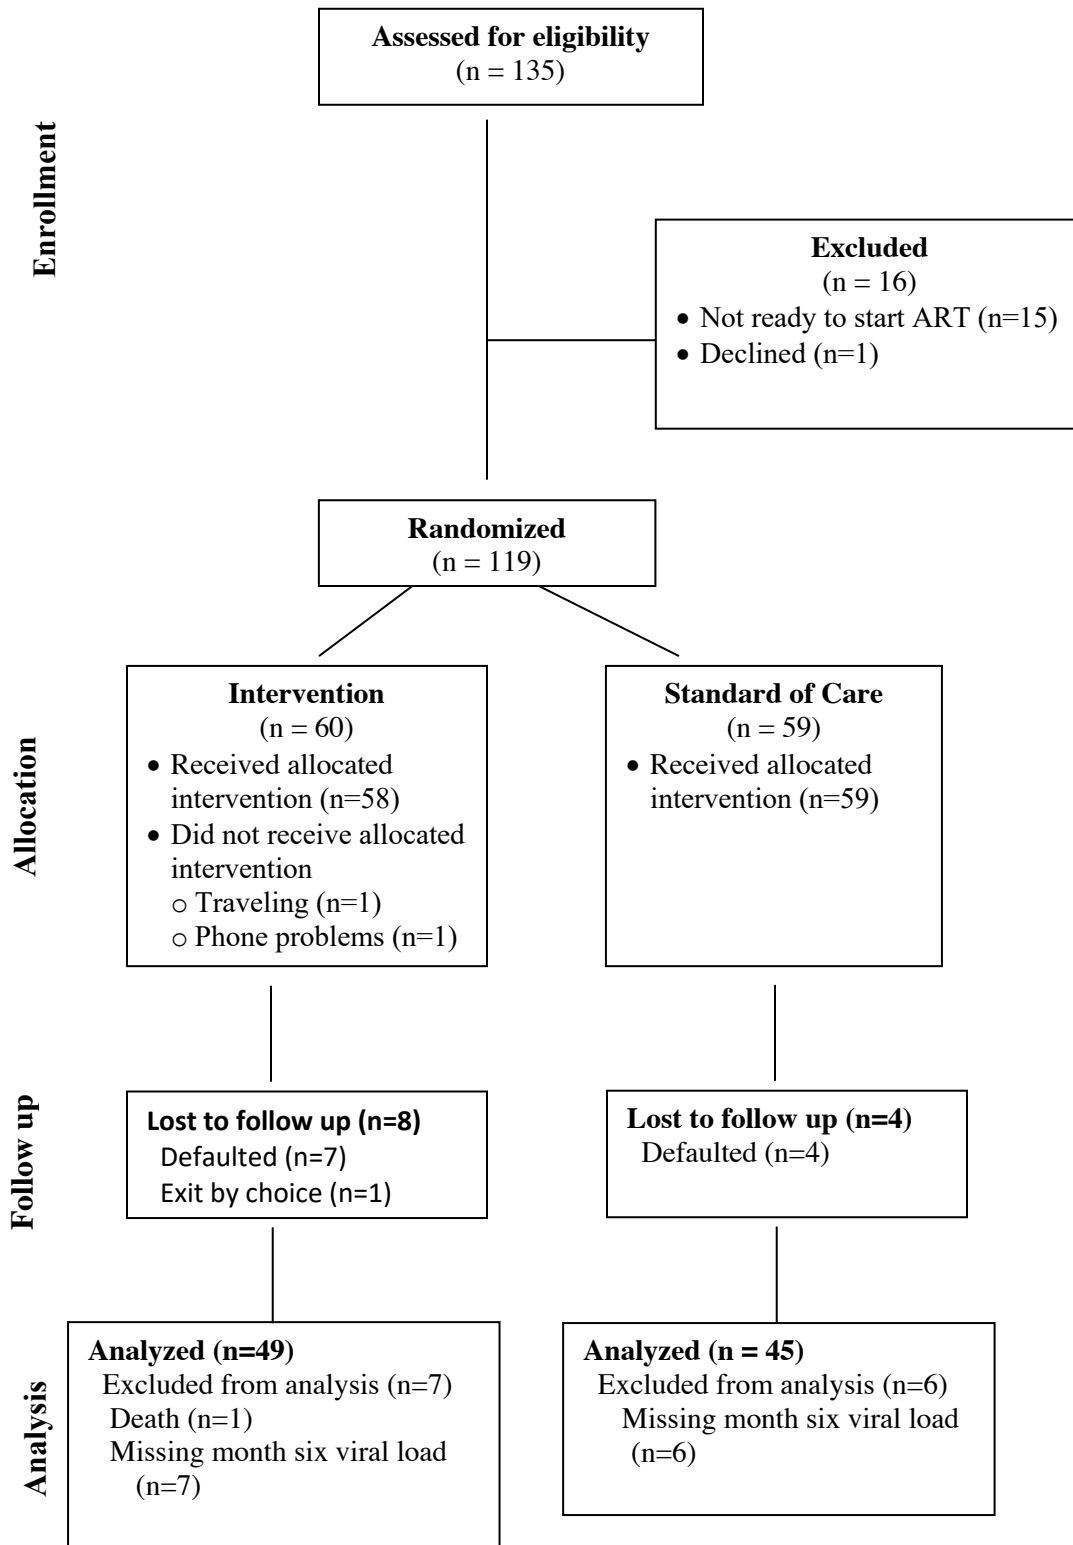 Assessed for eligibility
(n = 135)
Enrollment
Excluded
(n = 16)
• Not ready to start ART (n=15)
• Declined (n=1)
Randomized
(n = 119)
Allocation
Intervention
(n = 60)
• Received allocated
intervention (n=58)
• Did not receive allocated
intervention
o Traveling (n=1)
o Phone problems (n=1)
Standard of Care
(n = 59)
• Received allocated
intervention (n=59)
Follow up
Lost to follow up (n=8)
Defaulted (n=7)
Exit by choice (n=1)
Lost to follow up (n=4)
Defaulted (n=4)
Analysis
Analyzed (n=49)
Excluded from analysis (n=7)
Death (n=1)
Missing month six viral load
(n=7)
Analyzed (n = 45)
Excluded from analysis (n=6)
Missing month six viral load
(n=6)